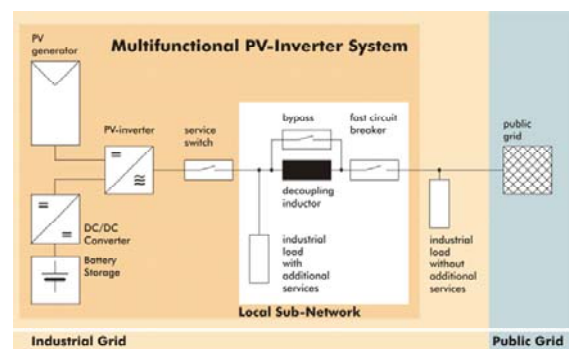 PV
generator
Multifunctional PV-Inverter System
PV-inverter
service
switch
bypass
fast circuit
breaker
public
grid
decoupling
inductor
DC/DC
Converter
Battery
Storage
industrial
load
with
additional
services
industrial
load
without
additional
services
Local Sub-Network
Industrial Grid
Public Grid